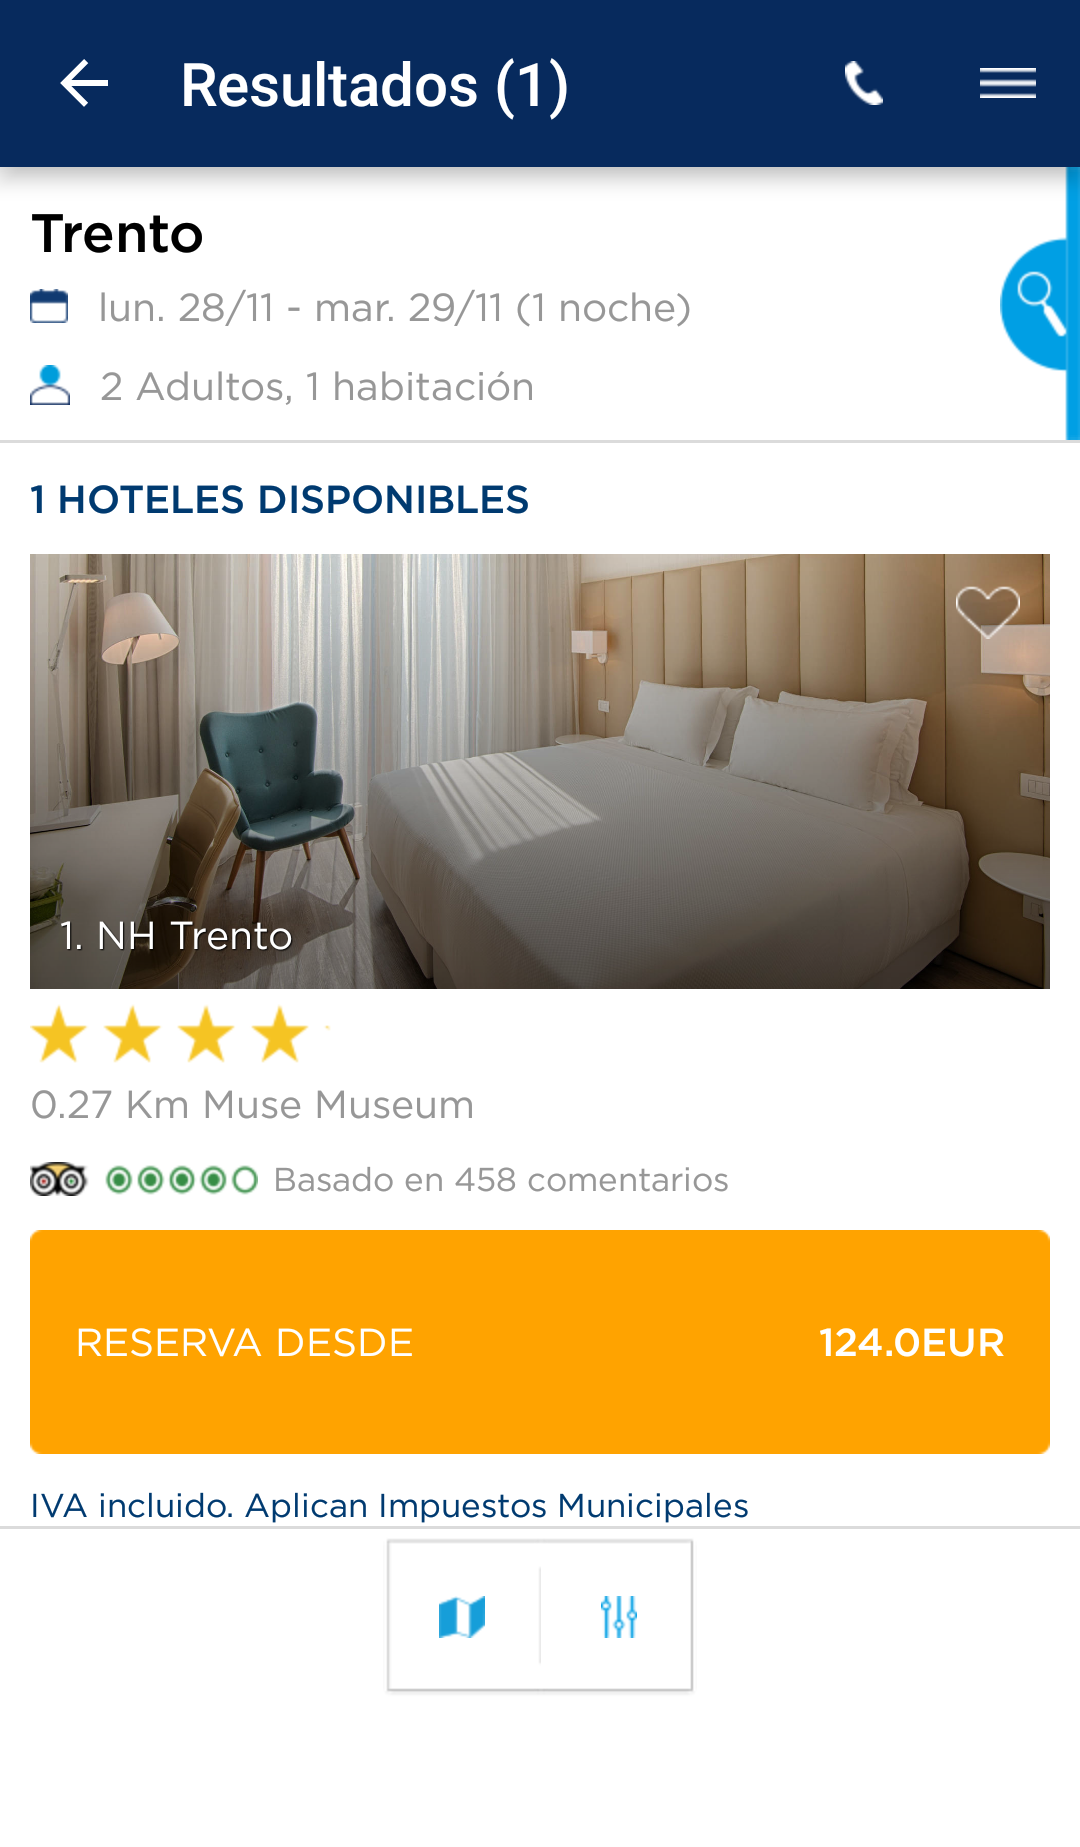 Resultados (1)
Trento
lun. 28/11 - mar. 29/11 (1 noche)
2 Adultos, 1 habitación
1 HOTELES DISPONIBLES
1. NH Trento
0.27 Km Muse Museum
Basado en 458 comentarios
RESERVA DESDE 124.0EUR
IVA incluido. Aplican Impuestos Municipales